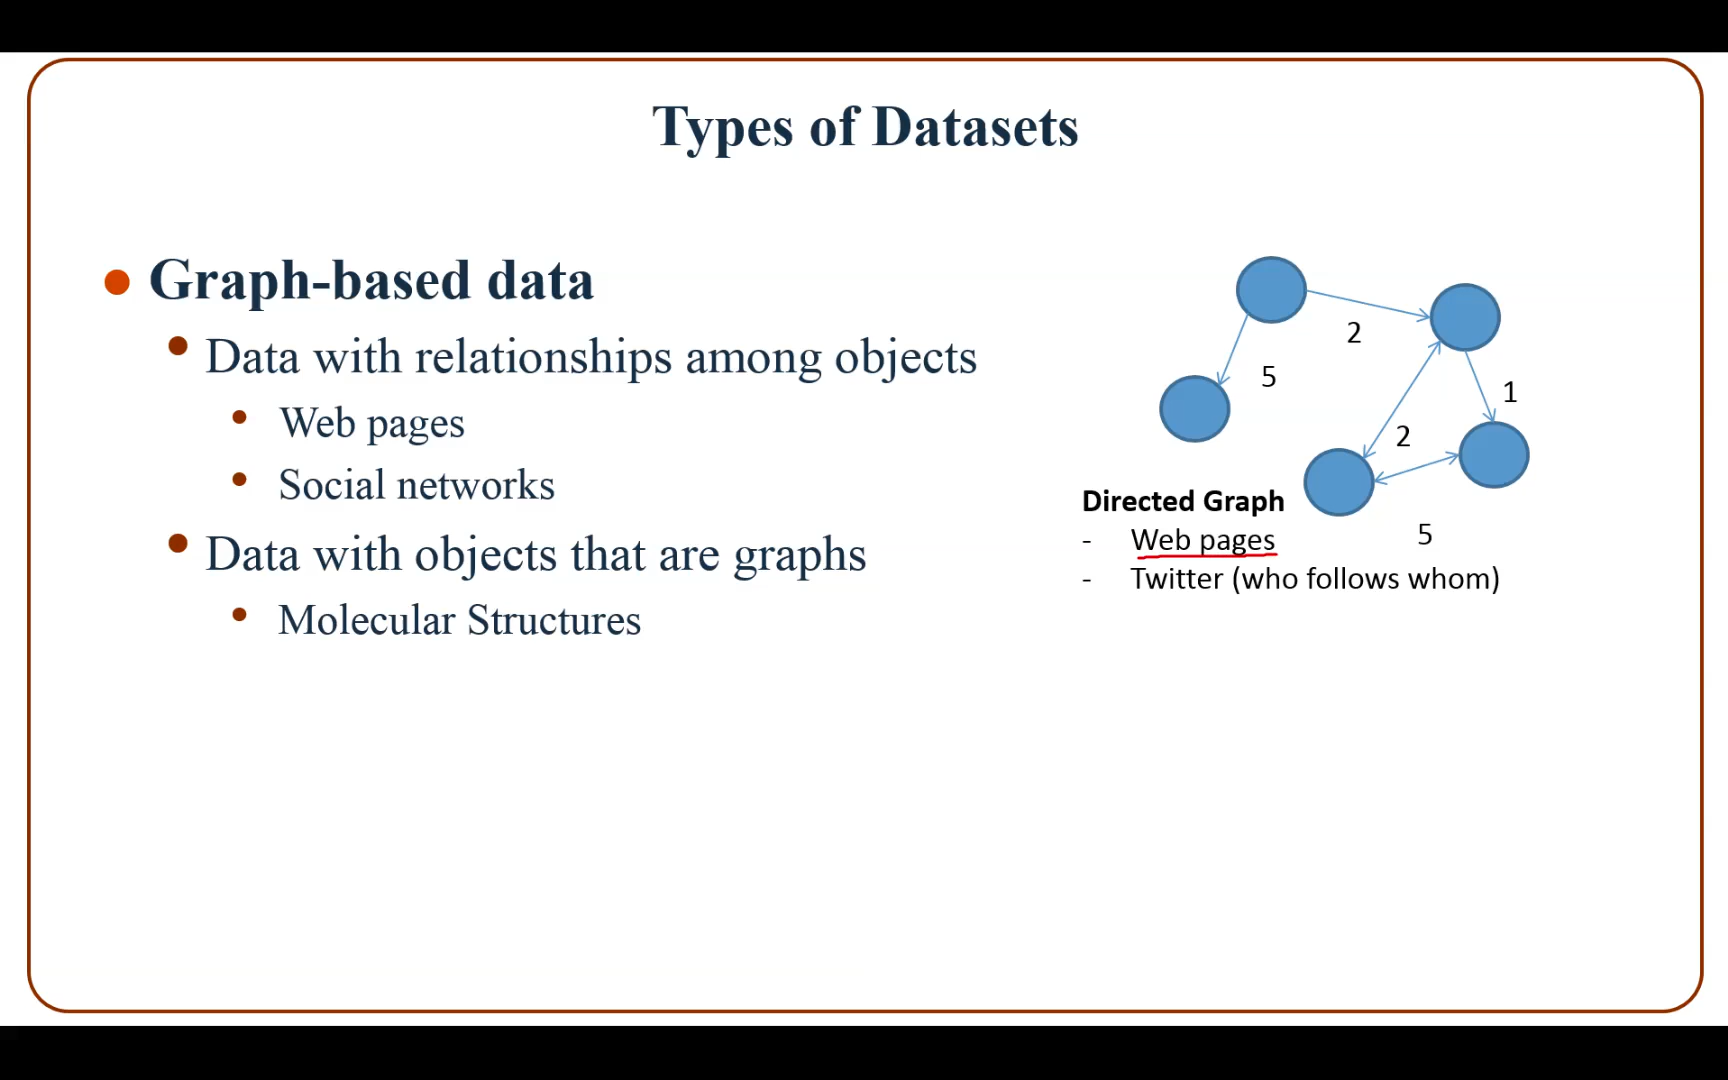 Types of Datasets
Graph-based data
Data with relationships among objects
Web pages
Social networks
Data with objects that are graphs
Molecular Structures
2
5
1
2
5
Directed Graph
- Web pages
- Twitter (who follows whom)